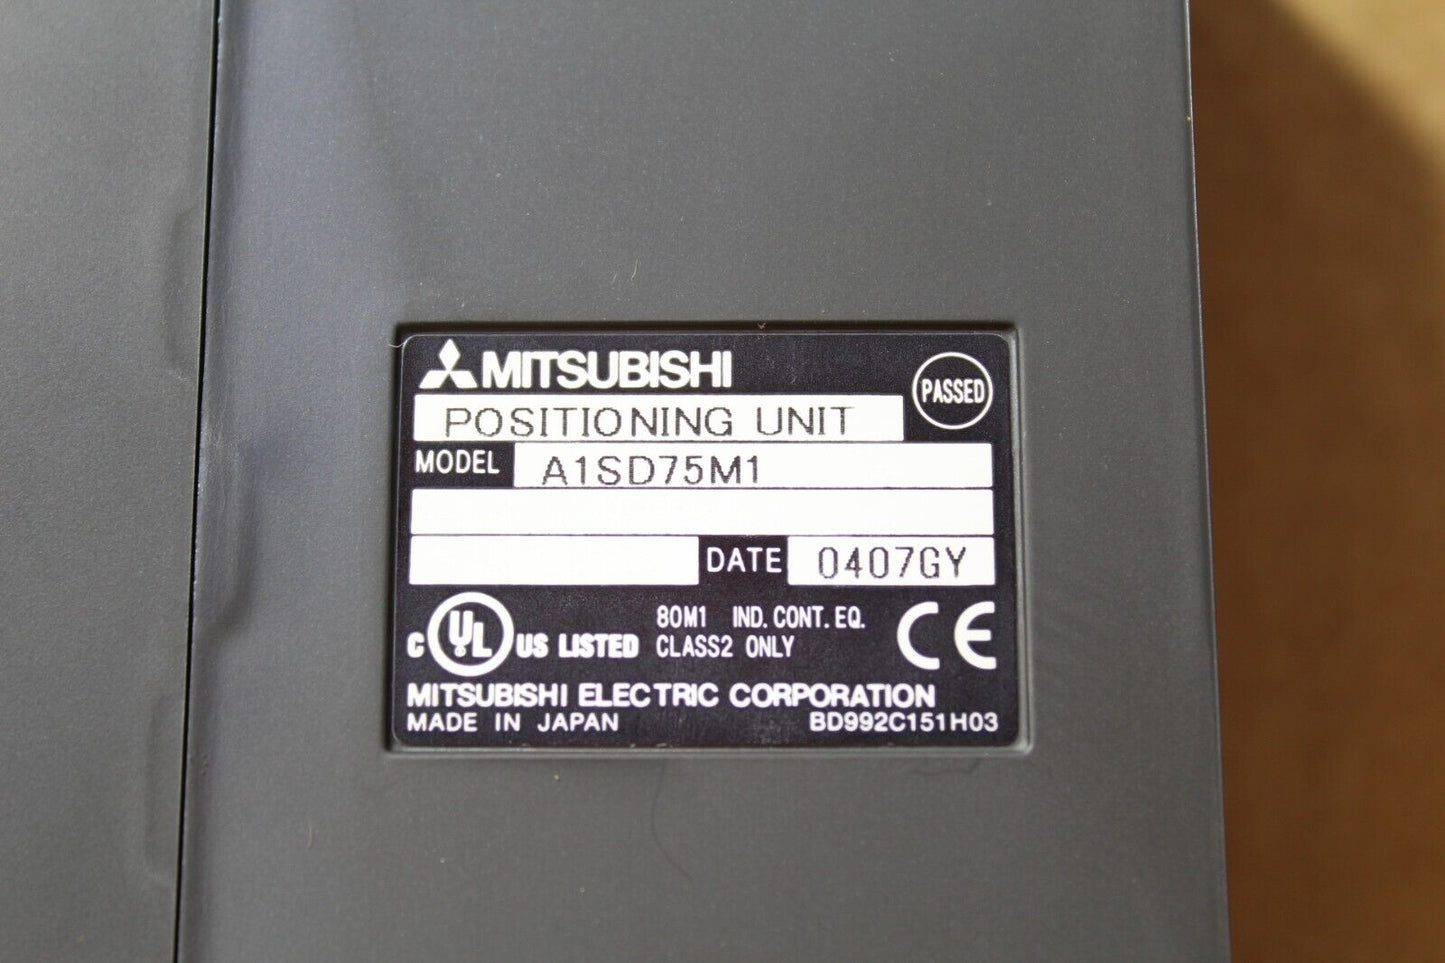 MITSUBISHI
PASSED
POSITIONING UNIT
MODEL A1SD75M1
DATE 0407GY
C UL US LISTED 80M1 IND. CONT. EQ.
CLASS2 ONLY
CE
MITSUBISHI ELECTRIC CORPORATION
MADE IN JAPAN BD992C151H03